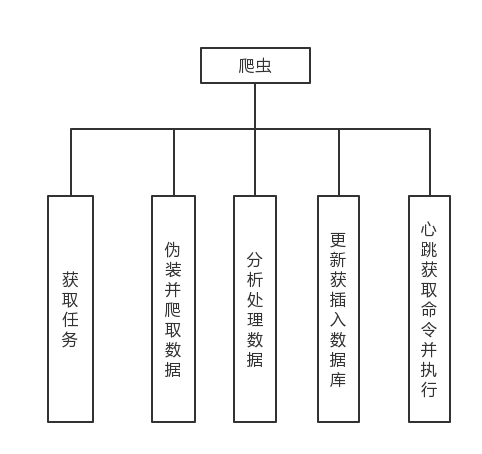 爬虫
获取任务
伪装并爬取数据
分析处理数据
更新获插入数据库
心跳获取命令并执行